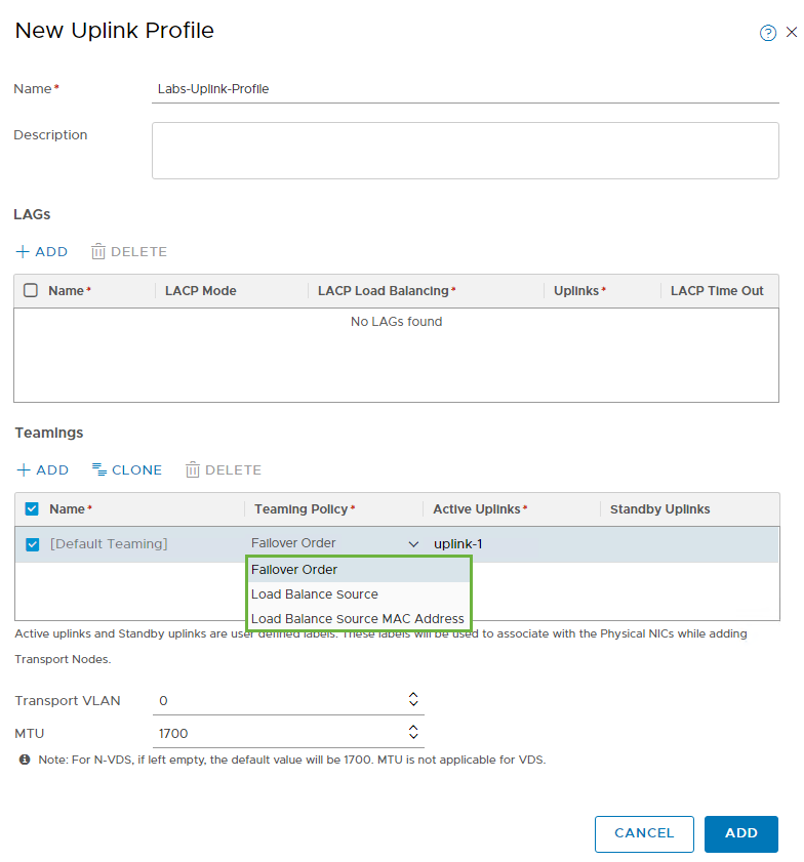 New Uplink Profile
Name*
Labs-Uplink-Profile
Description
LAGs
ADD DELETE
Name* LACP Mode LACP Load Balancing* Uplinks* LACP Time Out
No LAGs found
Teamings
ADD CLONE DELETE
Name* Teaming Policy* Active Uplinks* Standby Uplinks
[Default Teaming] Failover Order uplink-1
Failover Order
Load Balance Source
Load Balance Source MAC Address
Active uplinks and Standby uplinks are user defined labels. These labels will be used to associate with the Physical NICs while adding
Transport Nodes.
Transport VLAN 0
MTU 1700
Note: For N-VDS, if left empty, the default value will be 1700. MTU is not applicable for VDS.
CANCEL ADD